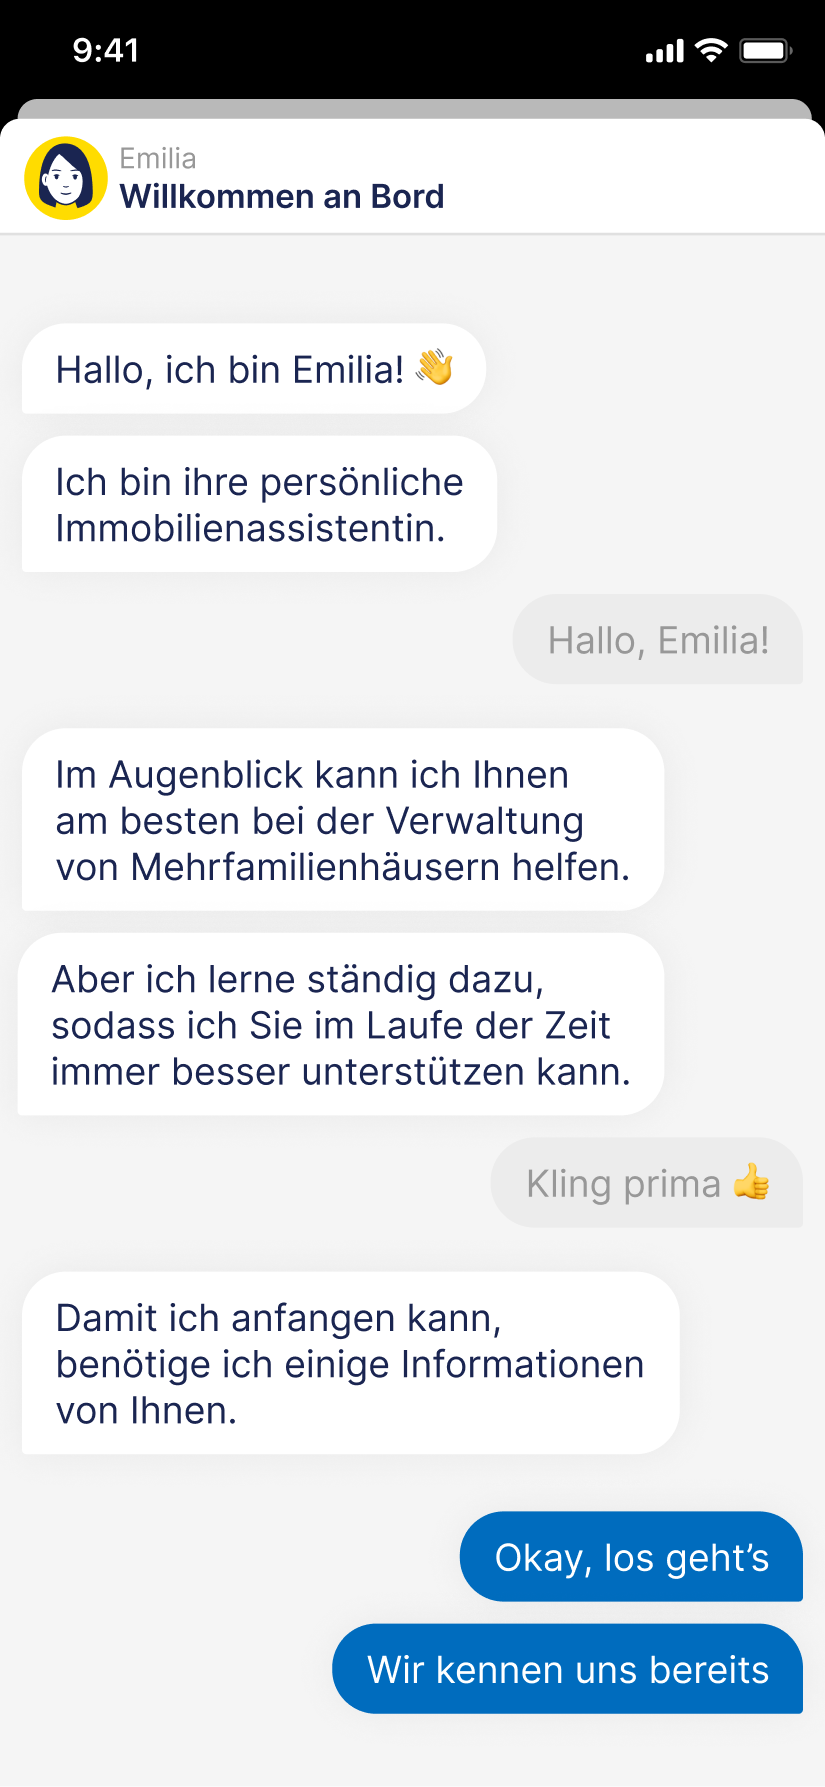 9:41
Emilia
Willkommen an Bord
Hallo, ich bin Emilia! 👋
Ich bin ihre persönliche
Immobilienassistentin.
Hallo, Emilia!
Im Augenblick kann ich Ihnen
am besten bei der Verwaltung
von Mehrfamilienhäusern helfen.
Aber ich lerne ständig dazu,
sodass ich Sie im Laufe der Zeit
immer besser unterstützen kann.
Kling prima 👍
Damit ich anfangen kann,
benötige ich einige Informationen
von Ihnen.
Okay, los geht’s
Wir kennen uns bereits